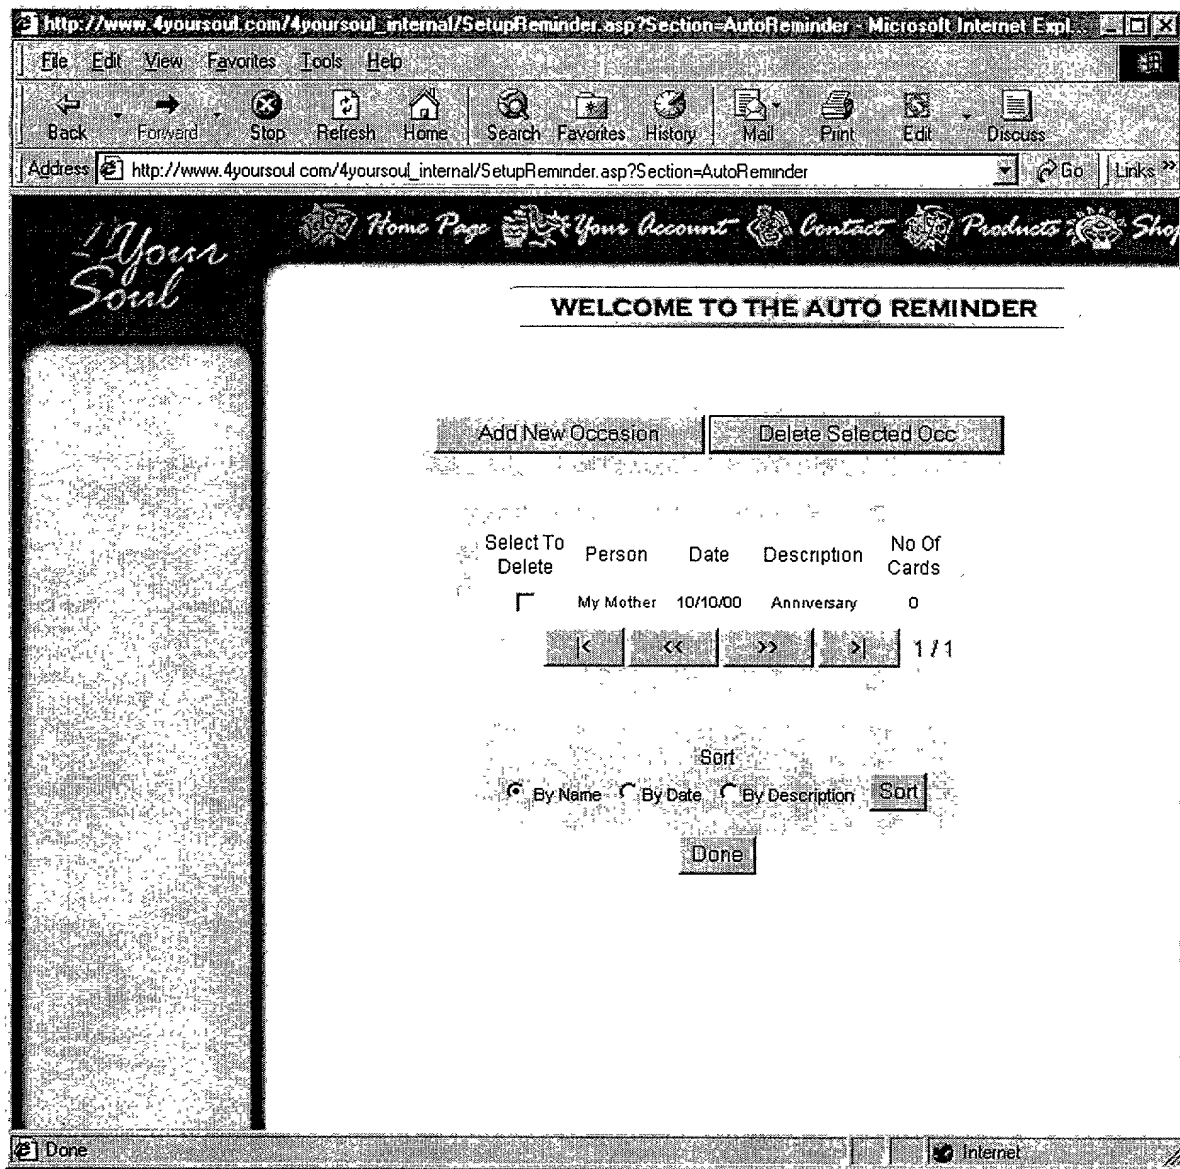 http://www.4yoursoul.com/4yoursoul_internal/SetupReminder.asp?Section=AutoReminder - Microsoft Internet Expl...
File Edit View Favorites Tools Help
Back Forward Stop Refresh Home Search Favorites History Mail Print Edit Discuss
Address http://www.4yoursoul com/4yoursoul_internal/SetupReminder.asp?Section=AutoReminder Go Links >>
4 Your Soul
Home Page Your Account Contact Products Shop
WELCOME TO THE AUTO REMINDER
Add New Occasion Delete Selected Occ
Select To Delete Person Date Description No Of Cards
My Mother 10/10/00 Anniversary 0
|< << >> >| 1 / 1
Sort
By Name By Date By Description Sort
Done
Done Internet